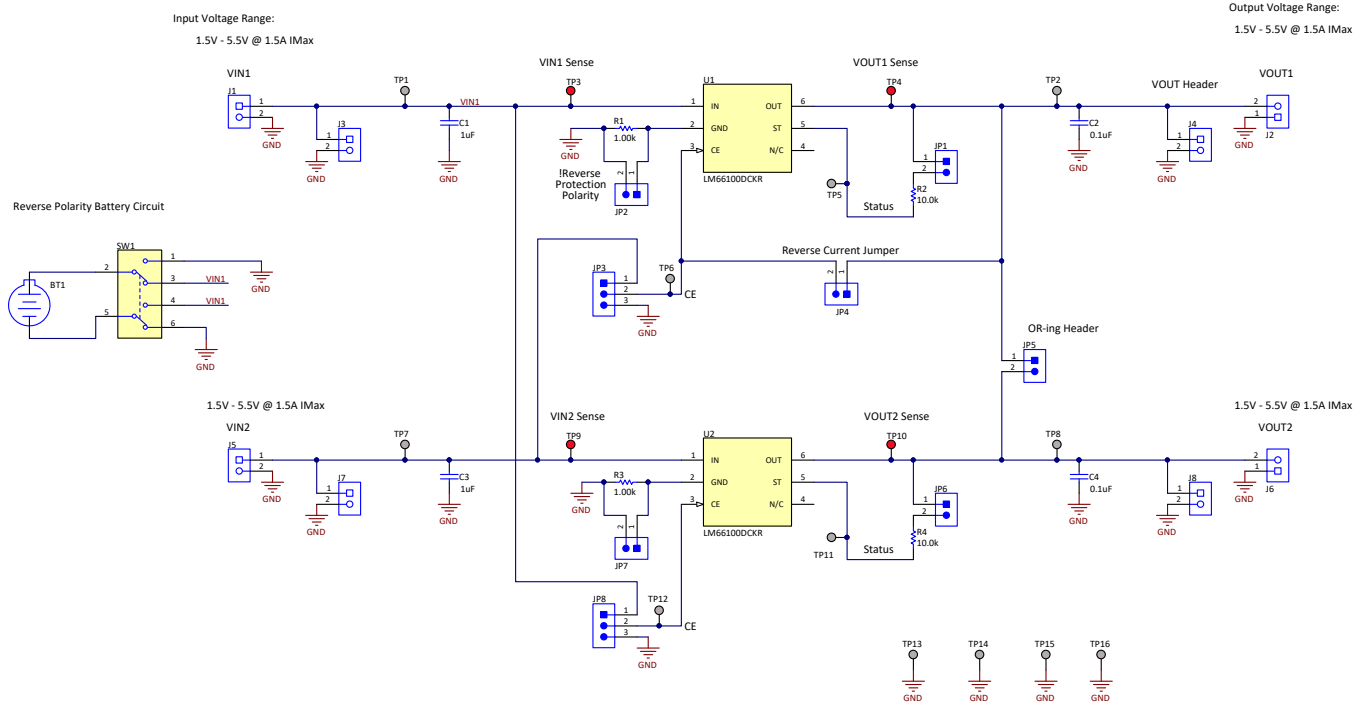 Input Voltage Range:
1.5V - 5.5V @ 1.5A IMax
Output Voltage Range:
1.5V - 5.5V @ 1.5A IMax
VIN1
J1
1
2
GND
J3
1
2
GND
TP1
C1
1uF
GND
VIN1
VIN1 Sense
TP3
GND
R1
1.00k
2
1
!Reverse
Protection
Polarity
JP2
U1
1
IN
OUT
6
2
GND
ST
5
3
CE
N/C
4
LM66100DCKR
VOUT1 Sense
TP4
TP5
Status
JP1
1
2
R2
10.0k
TP2
C2
0.1uF
GND
VOUT Header
J4
1
2
GND
VOUT1
2
1
J2
GND
Reverse Polarity Battery Circuit
BT1
SW1
2
5
1
3
4
6
VIN1
VIN1
GND
GND
JP3
1
2
3
GND
TP6
CE
Reverse Current Jumper
2
1
JP4
OR-ing Header
JP5
1
2
1.5V - 5.5V @ 1.5A IMax
VIN2
J5
1
2
GND
J7
1
2
GND
TP7
C3
1uF
GND
VIN2 Sense
TP9
GND
R3
1.00k
2
1
JP7
U2
1
IN
OUT
6
2
GND
ST
5
3
CE
N/C
4
LM66100DCKR
VOUT2 Sense
TP10
TP11
Status
JP6
1
2
R4
10.0k
TP8
C4
0.1uF
GND
J8
1
2
GND
1.5V - 5.5V @ 1.5A IMax
VOUT2
2
1
J6
GND
JP8
1
2
3
GND
TP12
CE
TP13
GND
TP14
GND
TP15
GND
TP16
GND